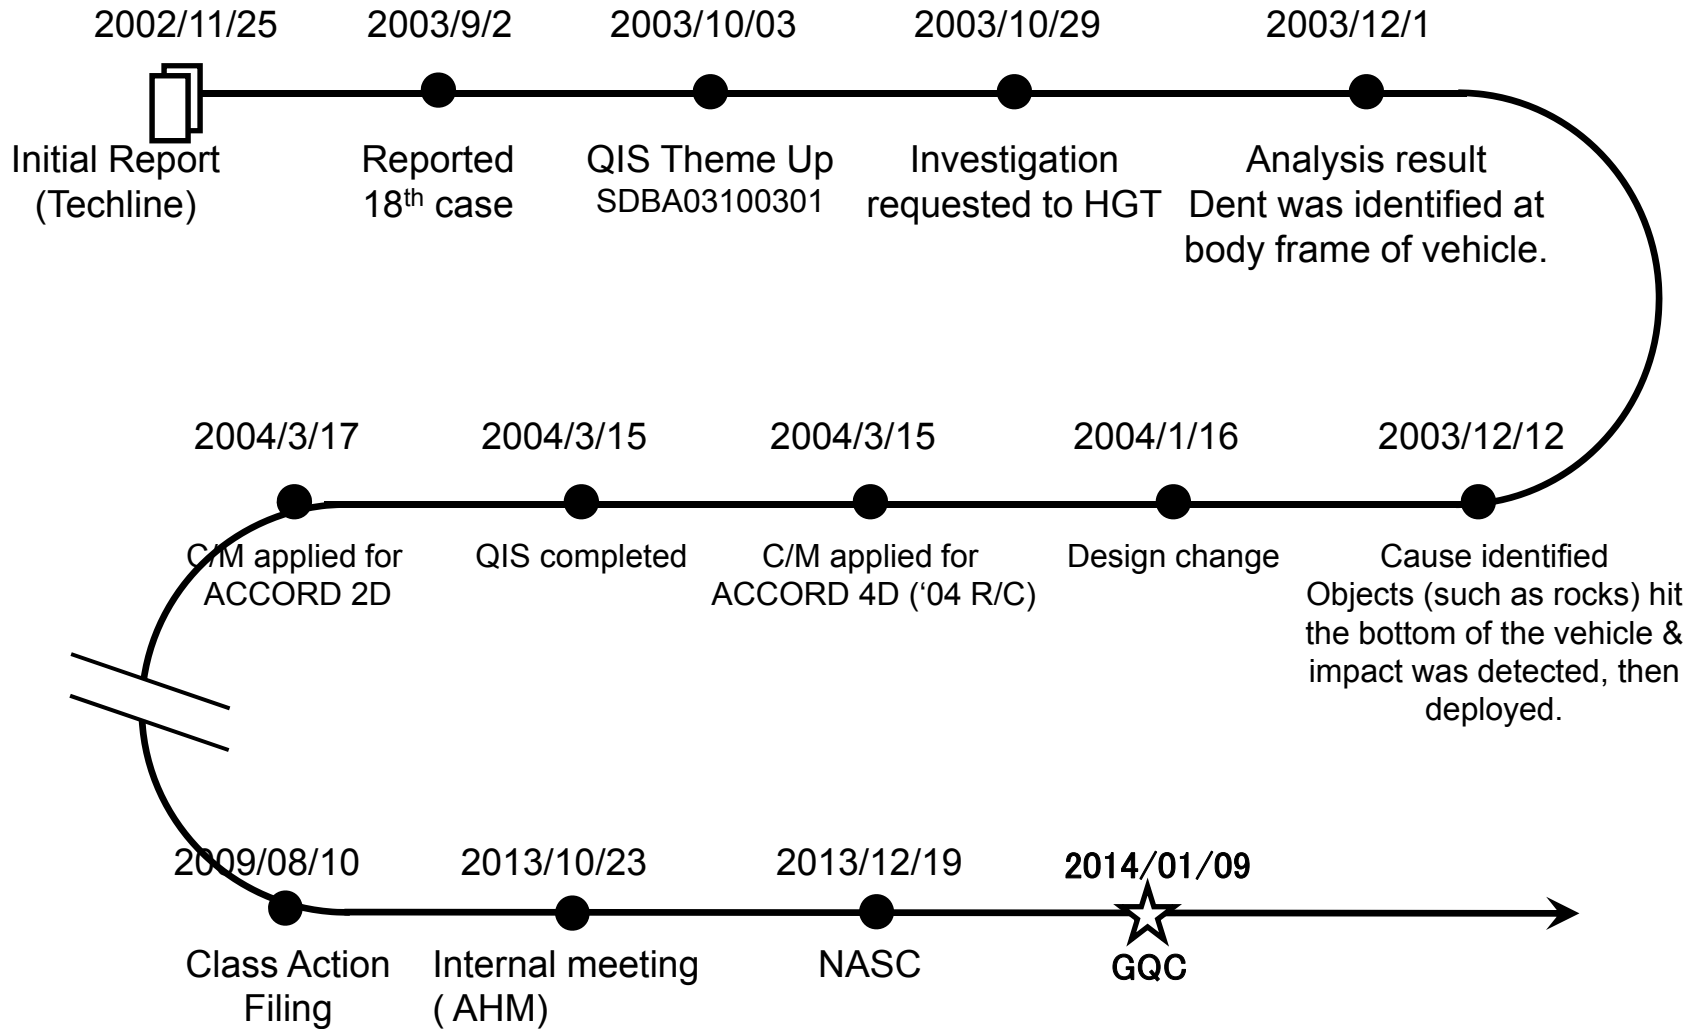 2002/11/25 2003/9/2 2003/10/03 2003/10/29 2003/12/1
Initial Report
(Techline)
Reported
18th case
QIS Theme Up
SDBA03100301
Investigation
requested to HGT
Analysis result
Dent was identified at
body frame of vehicle.
2004/3/17 2004/3/15 2004/3/15 2004/1/16 2003/12/12
C/M applied for
ACCORD 2D
QIS completed
C/M applied for
ACCORD 4D (‘04 R/C)
Design change
Cause identified
Objects (such as rocks) hit
the bottom of the vehicle &
impact was detected, then
deployed.
2009/08/10 2013/10/23 2013/12/19 2014/01/09
Class Action
Filing
Internal meeting
( AHM)
NASC
GQC